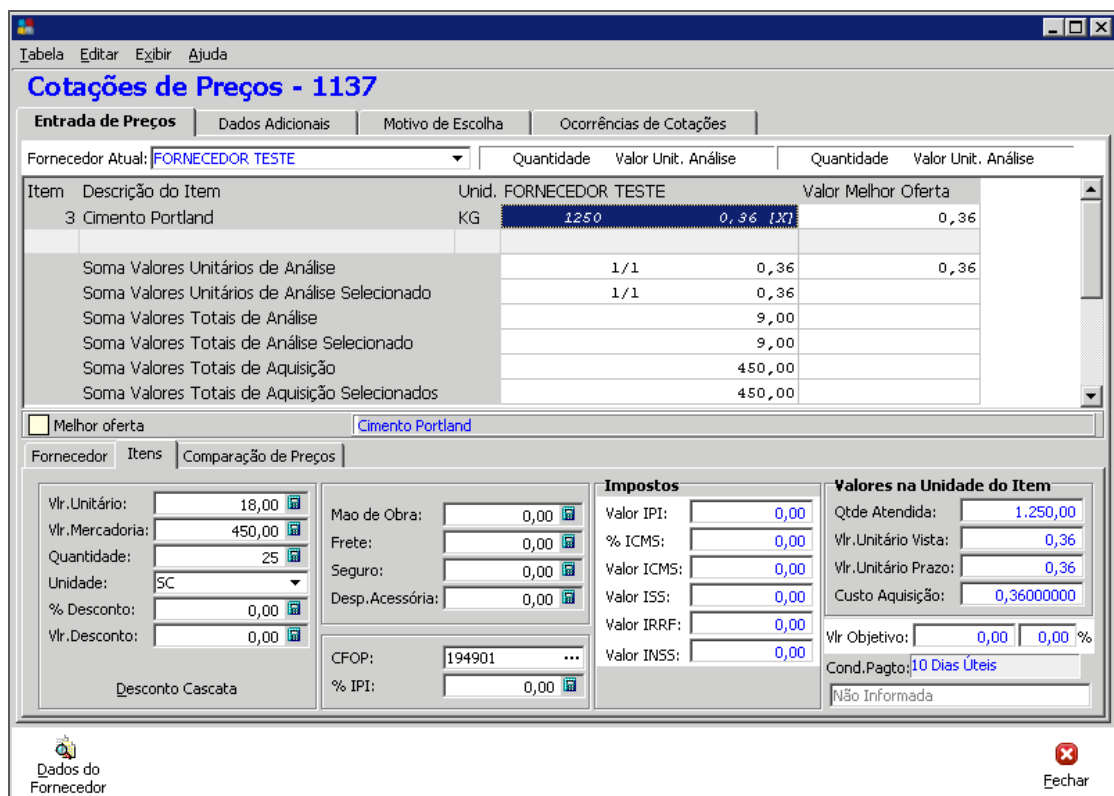 Tabela Editar Exibir Ajuda
Cotações de Preços - 1137
Entrada de Preços Dados Adicionais Motivo de Escolha Ocorrências de Cotações
Fornecedor Atual: FORNECEDOR TESTE Quantidade Valor Unit. Análise Quantidade Valor Unit. Análise
Item Descrição do Item Unid. FORNECEDOR TESTE Valor Melhor Oferta
3 Cimento Portland KG 1250 0,36 [X] 0,36
Soma Valores Unitários de Análise 1/1 0,36 0,36
Soma Valores Unitários de Análise Selecionado 1/1 0,36
Soma Valores Totais de Análise 9,00
Soma Valores Totais de Análise Selecionado 9,00
Soma Valores Totais de Aquisição 450,00
Soma Valores Totais de Aquisição Selecionados 450,00
Melhor oferta Cimento Portland
Fornecedor Itens Comparação de Preços
Vlr.Unitário: 18,00
Vlr.Mercadoria: 450,00
Quantidade: 25
Unidade: SC
% Desconto: 0,00
Vlr.Desconto: 0,00
Desconto Cascata
Mao de Obra: 0,00
Frete: 0,00
Seguro: 0,00
Desp.Acessória: 0,00
CFOP: 194901 ...
% IPI: 0,00
Impostos
Valor IPI: 0,00
% ICMS: 0,00
Valor ICMS: 0,00
Valor ISS: 0,00
Valor IRRF: 0,00
Valor INSS: 0,00
Valores na Unidade do Item
Qtde Atendida: 1.250,00
Vlr.Unitário Vista: 0,36
Vlr.Unitário Prazo: 0,36
Custo Aquisição: 0,36000000
Vlr Objetivo: 0,00 0,00 %
Cond.Pagto: 10 Dias Úteis
Não Informada
Dados do
Fornecedor
Fechar